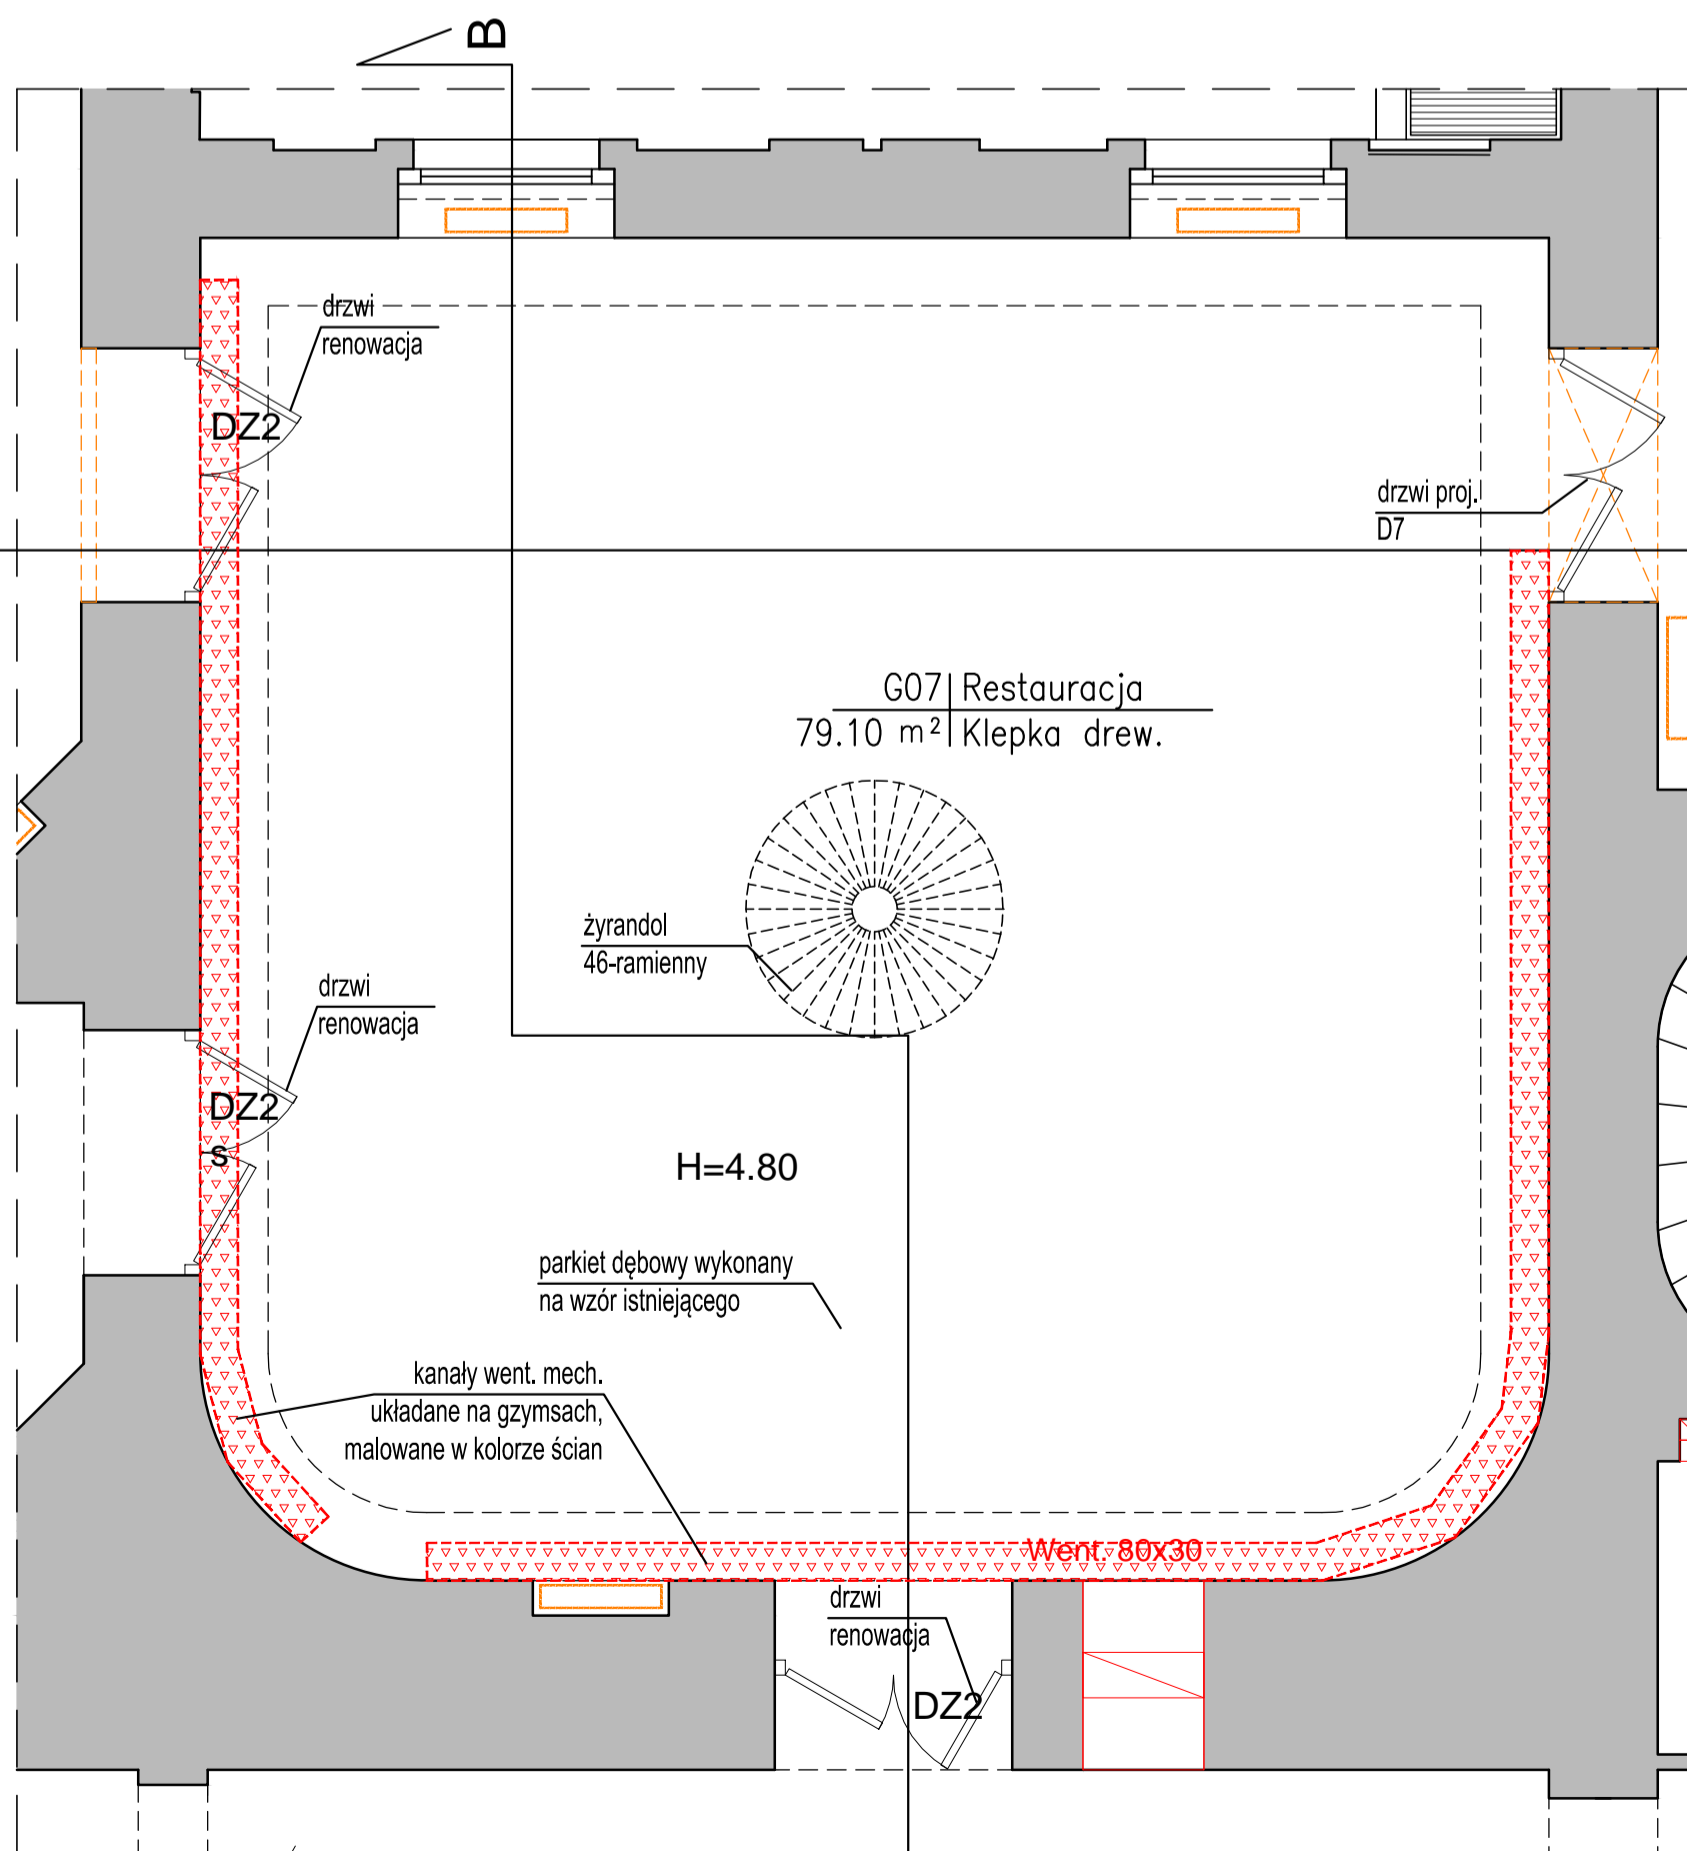 B
drzwi
renowacja
DZ2
drzwi proj.
D7
G07 Restauracja
79.10 m² Klepka drew.
żyrandol
46-ramienny
drzwi
renowacja
DZ2
s
H=4.80
parkiet dębowy wykonany
na wzór istniejącego
kanały went. mech.
układane na gzymsach,
malowane w kolorze ścian
Went. 80x30
drzwi
renowacja
DZ2